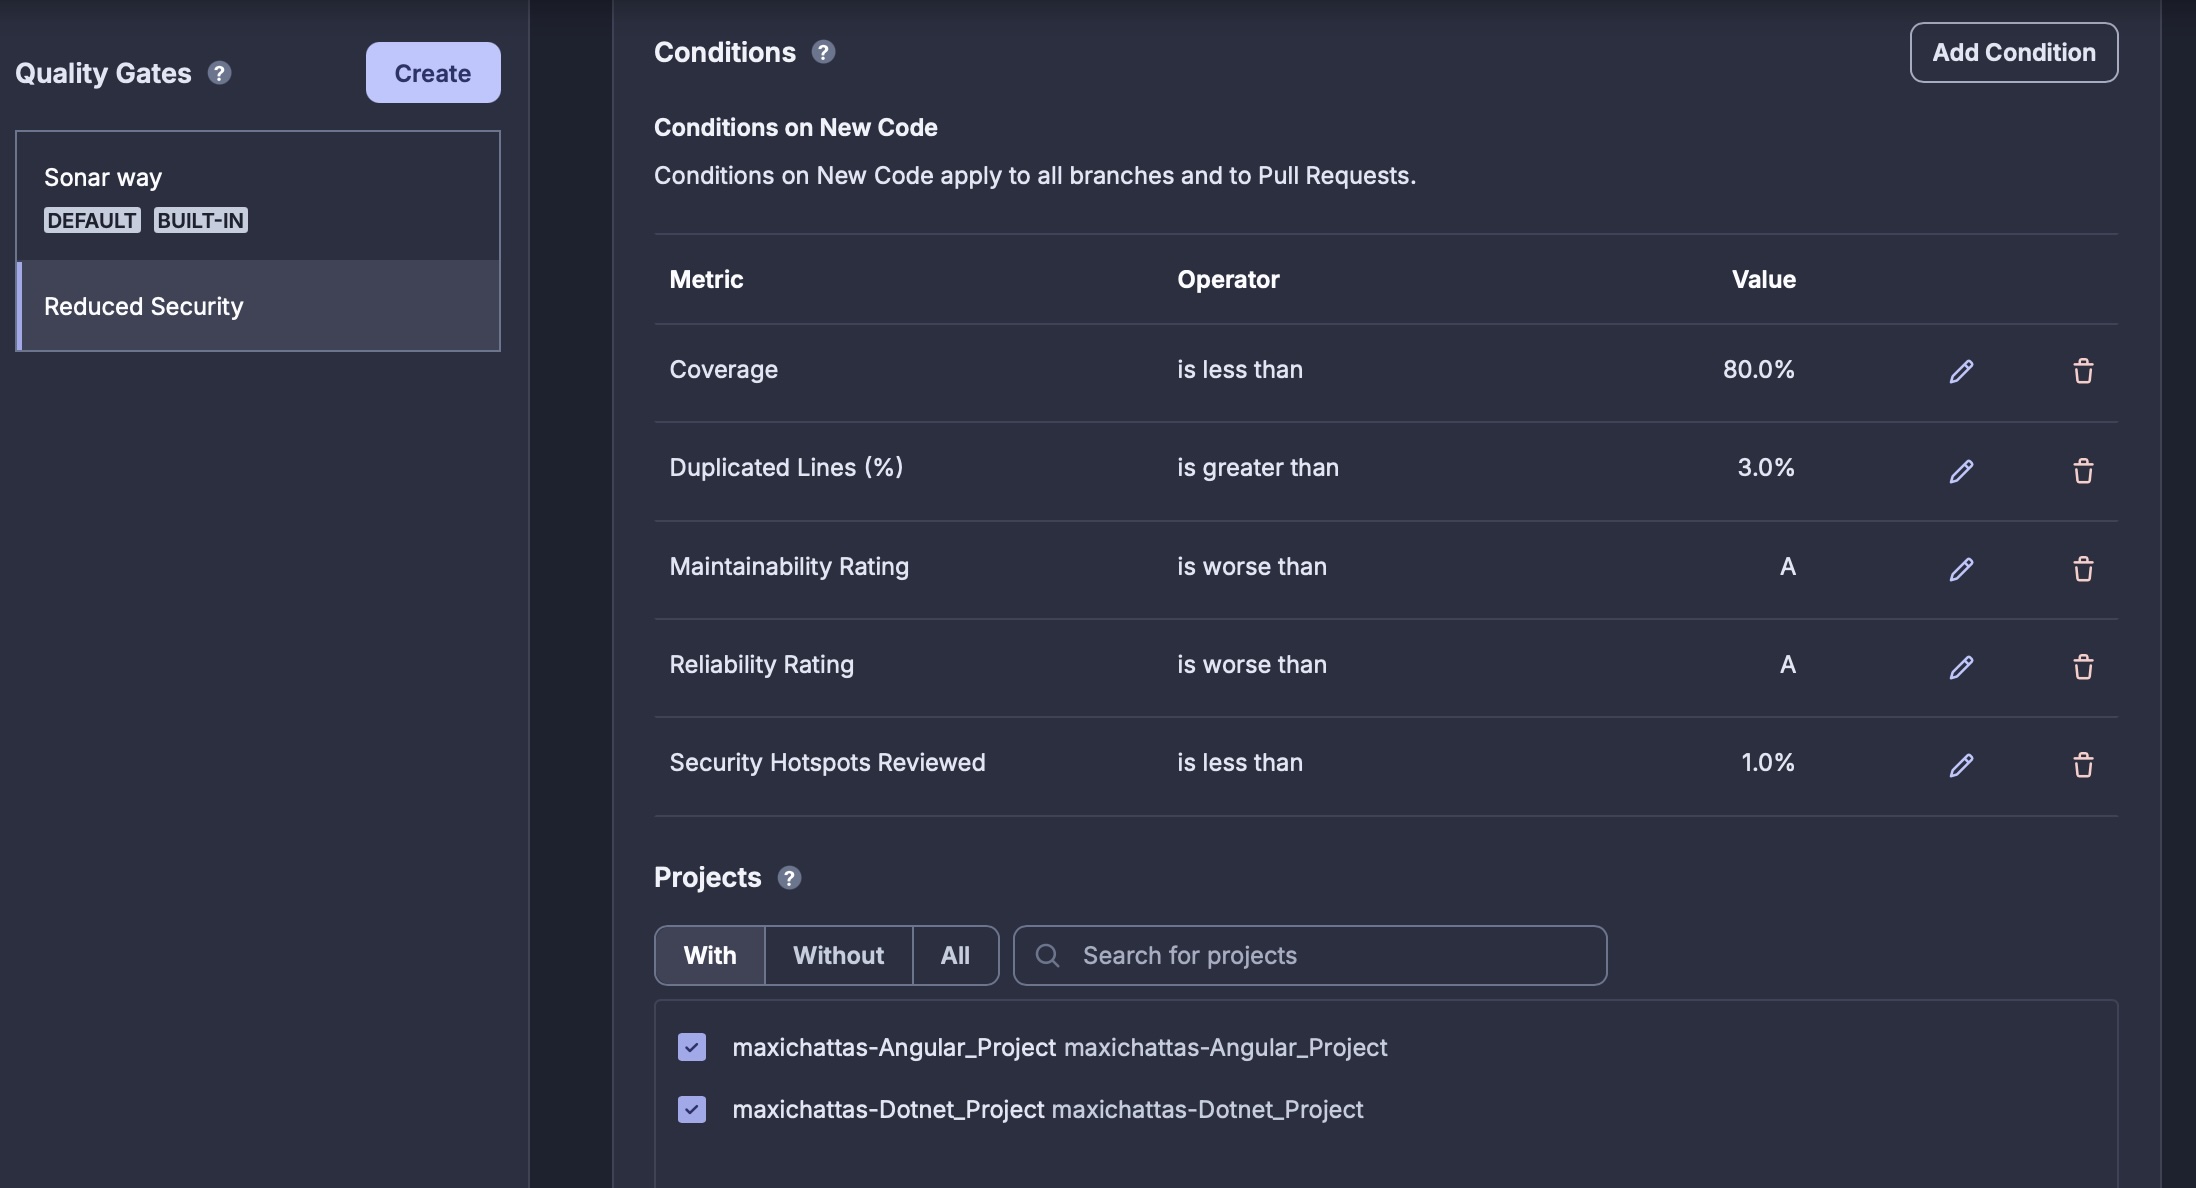 Quality Gates ?
Create
Sonar way
DEFAULT BUILT-IN
Reduced Security
Conditions ?
Add Condition
Conditions on New Code
Conditions on New Code apply to all branches and to Pull Requests.
Metric Operator Value
Coverage is less than 80.0%
Duplicated Lines (%) is greater than 3.0%
Maintainability Rating is worse than A
Reliability Rating is worse than A
Security Hotspots Reviewed is less than 1.0%
Projects ?
With Without All Search for projects
maxichattas-Angular_Project maxichattas-Angular_Project
maxichattas-Dotnet_Project maxichattas-Dotnet_Project